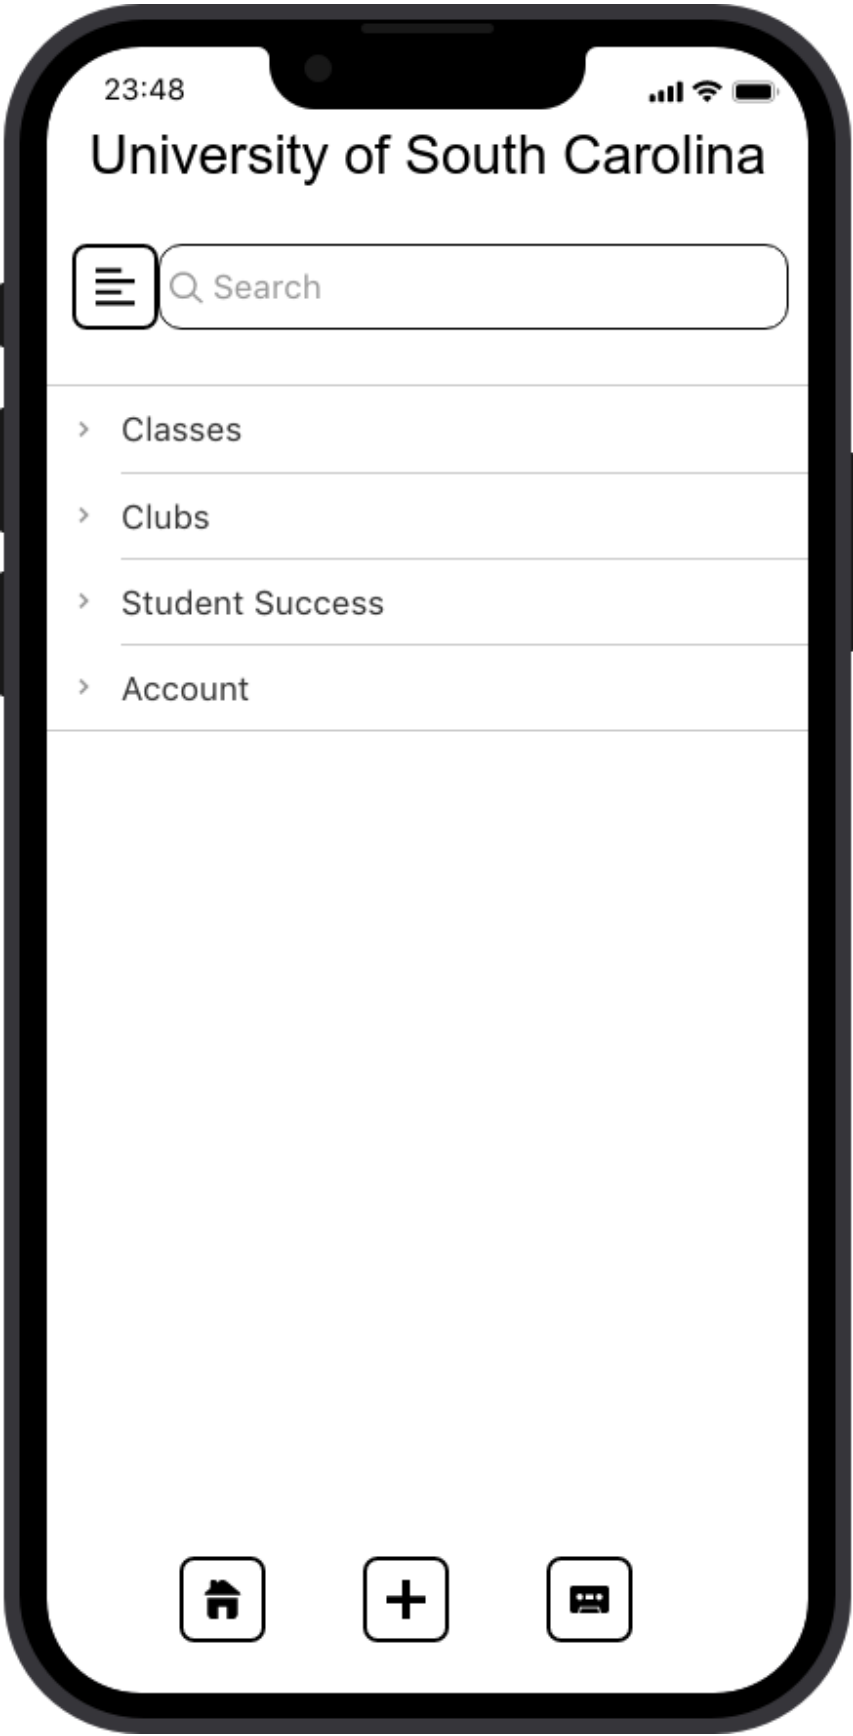 23:48
University of South Carolina
Search
Classes
Clubs
Student Success
Account